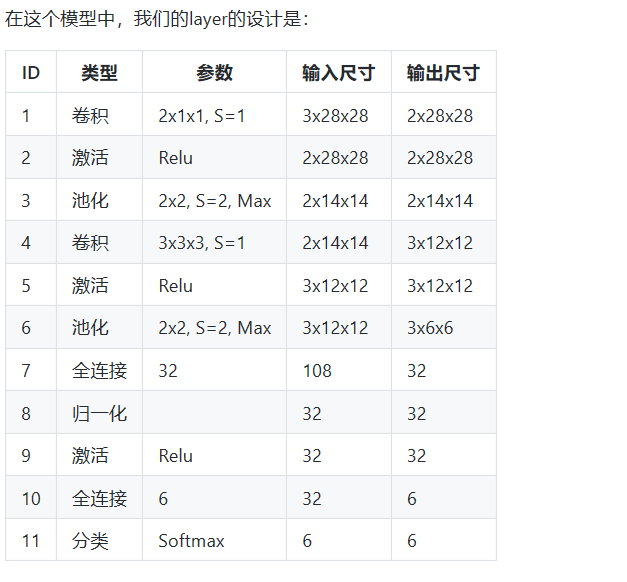 在这个模型中，我们的layer的设计是：
ID 类型 参数 输入尺寸 输出尺寸
1 卷积 2x1x1, S=1 3x28x28 2x28x28
2 激活 Relu 2x28x28 2x28x28
3 池化 2x2, S=2, Max 2x14x14 2x14x14
4 卷积 3x3x3, S=1 2x14x14 3x12x12
5 激活 Relu 3x12x12 3x12x12
6 池化 2x2, S=2, Max 3x12x12 3x6x6
7 全连接 32 108 32
8 归一化 32 32
9 激活 Relu 32 32
10 全连接 6 32 6
11 分类 Softmax 6 6